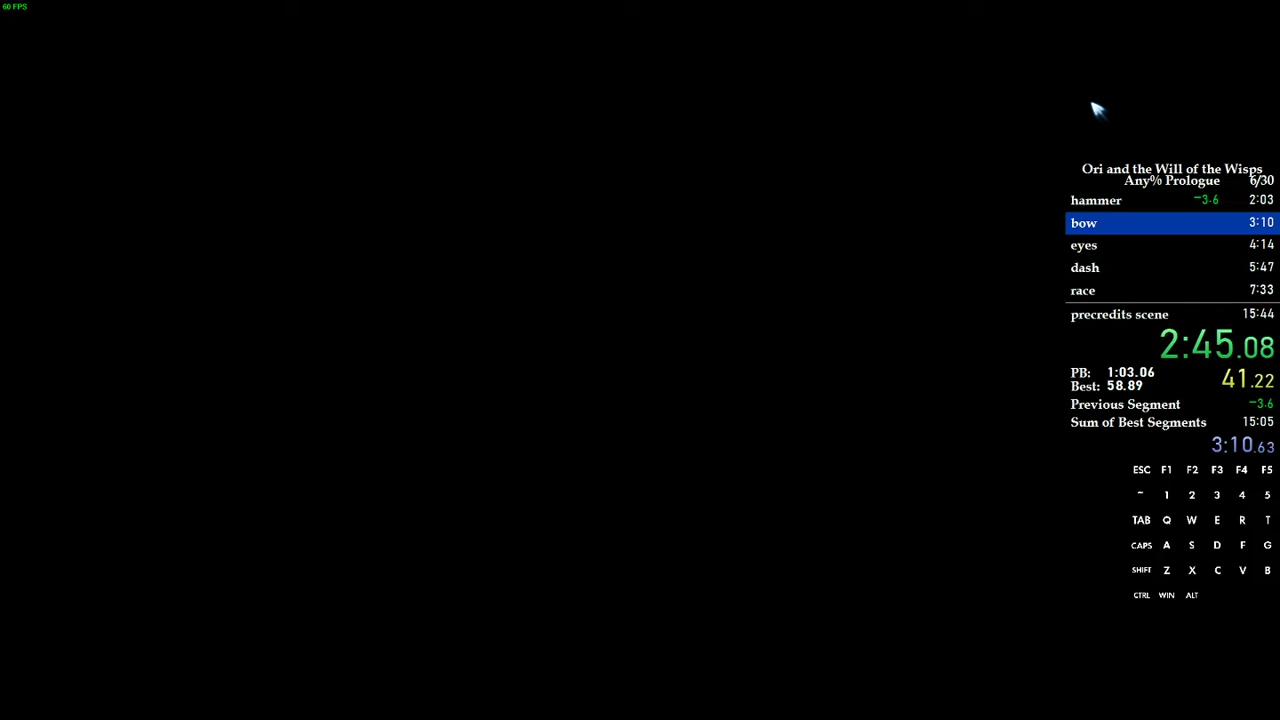 60 FPS
Ori and the Will of the Wisps
Any% Prologue 6/30
hammer -3.6 2:03
bow 3:10
eyes 4:14
dash 5:47
race 7:33
precredits scene 15:44
2:45.08
PB: 1:03.06 41.22
Best: 58.89
Previous Segment -3.6
Sum of Best Segments 15:05
3:10.63
ESC F1 F2 F3 F4 F5
~ 1 2 3 4 5
TAB Q W E R T
CAPS A S D F G
SHIFT Z X C V B
CTRL WIN ALT